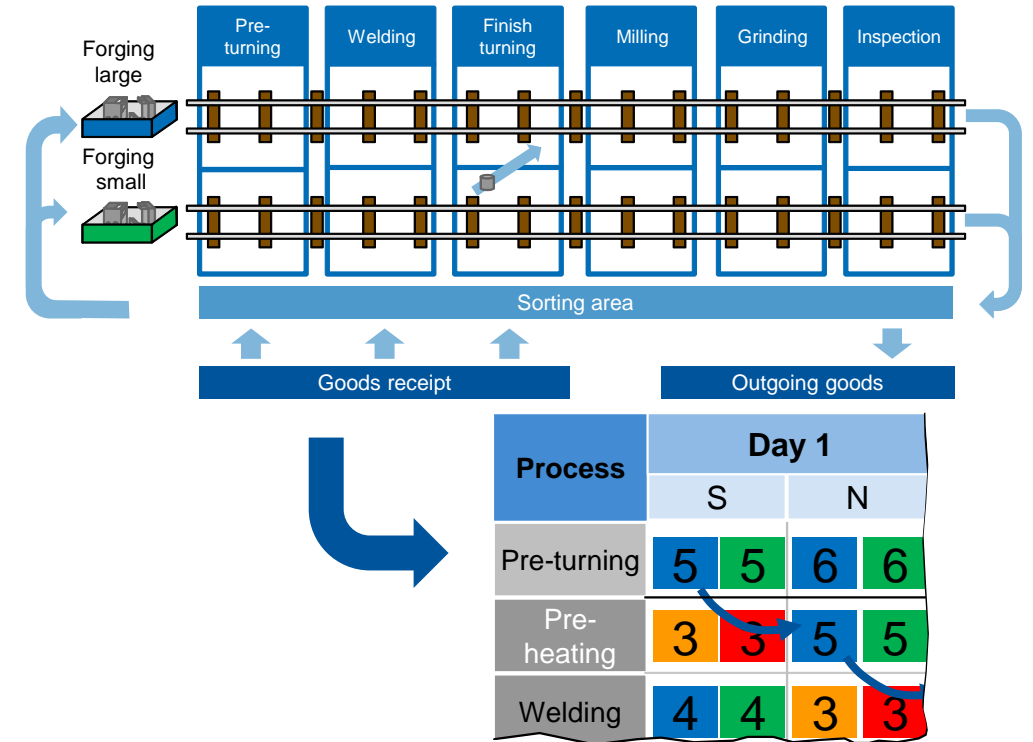 Forging
large
Forging
small
Pre-
turning
Welding
Finish
turning
Milling
Grinding
Inspection
Sorting area
Goods receipt
Outgoing goods
Process
Day 1
S
N
Pre-turning
5
5
6
6
Pre-
heating
3
3
5
5
Welding
4
4
3
3